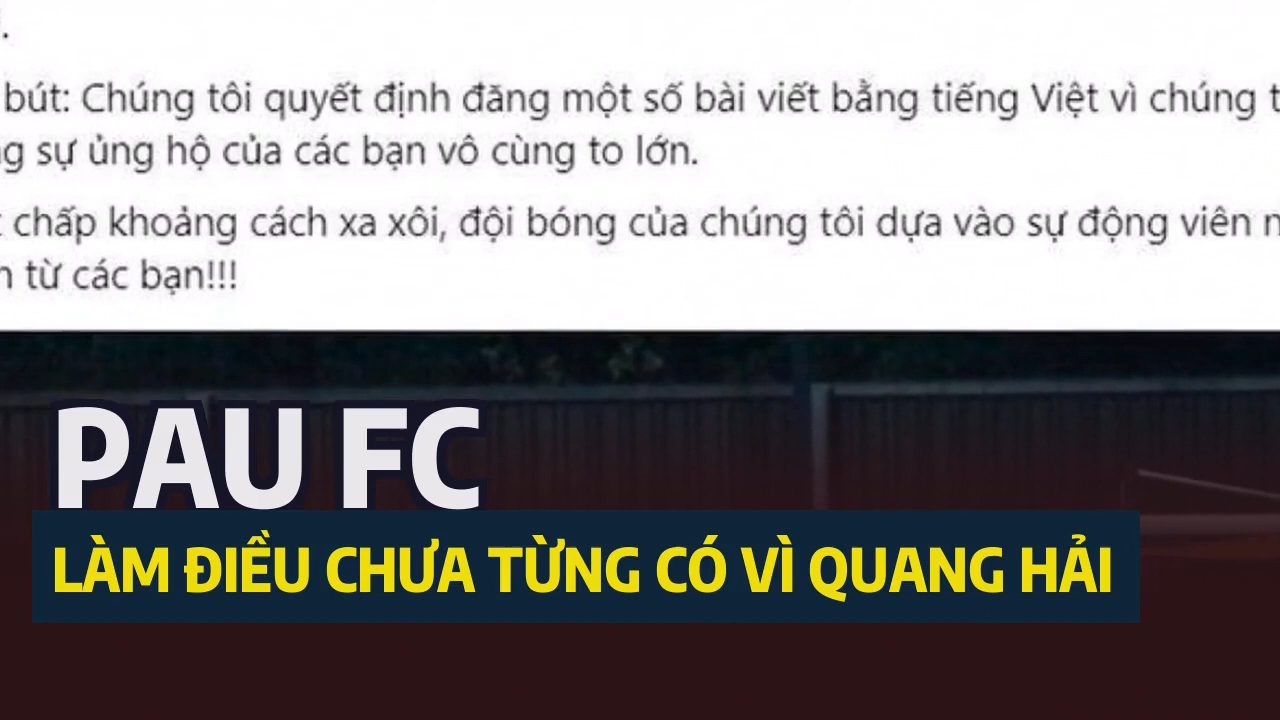 .
bút: Chúng tôi quyết định đăng một số bài viết bằng tiếng Việt vì chúng
sự ủng hộ của các bạn vô cùng to lớn.
chấp khoảng cách xa xôi, đội bóng của chúng tôi dựa vào sự động viên
từ các bạn!!!
PAU FC
LÀM ĐIỀU CHƯA TỪNG CÓ VÌ QUANG HẢI